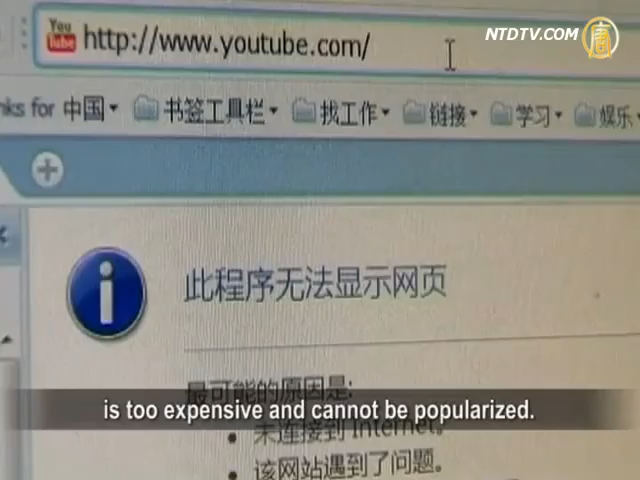 NTDTV.COM
You Tube http://www.youtube.com/
nks for 中国 书签工具栏 找工作 链接 学习 娱乐
此程序无法显示网页
最可能的原因是:
is too expensive and cannot be popularized.
• 未连接到 Internet。
• 该网站遇到了问题。